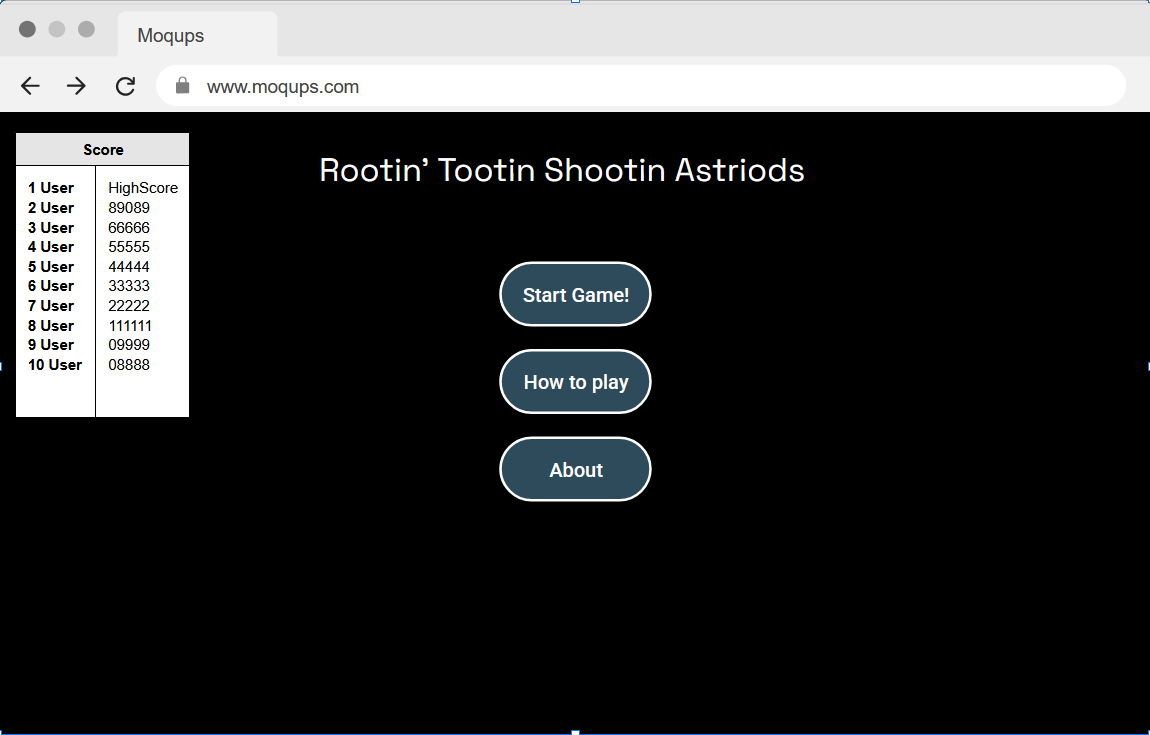 Moqups
www.moqups.com
Score
1 User HighScore
2 User 89089
3 User 66666
4 User 55555
5 User 44444
6 User 33333
7 User 22222
8 User 111111
9 User 09999
10 User 08888
Rootin' Tootin Shootin Astriods
Start Game!
How to play
About